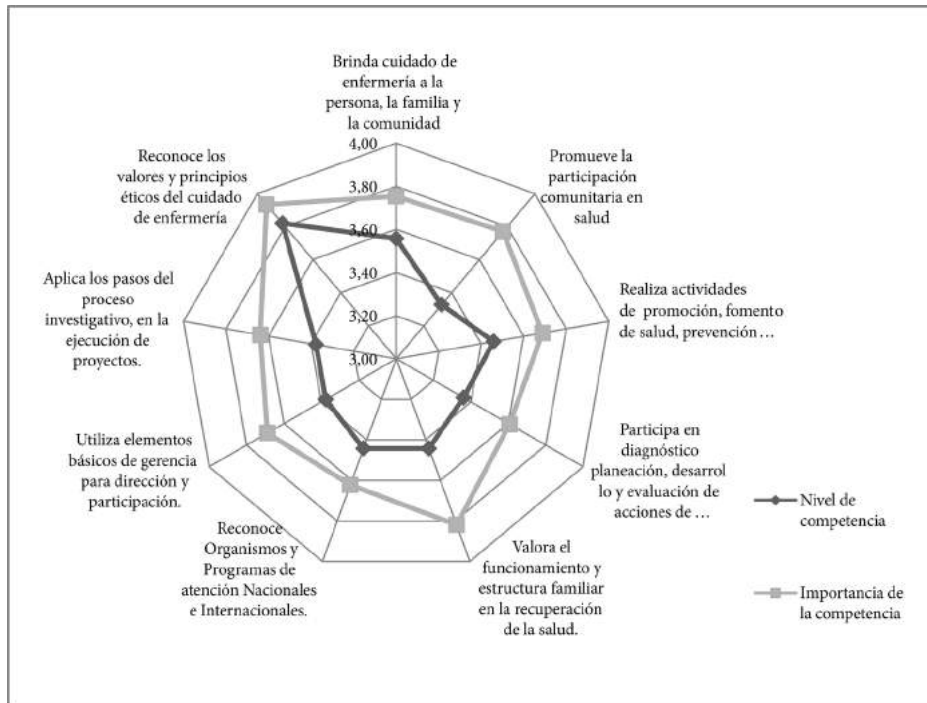 Brinda cuidado de
enfermería a la
persona, la familia y
la comunidad
4,00
3,80
3,60
3,40
3,20
3,00
Promueve la
participación
comunitaria en
salud
Realiza actividades
de promoción, fomento
de salud, prevención ...
Participa en
diagnóstico
planeación, desarrol
lo y evaluación de
acciones de ...
Valora el
funcionamiento y
estructura familiar
en la recuperación
de la salud.
Reconoce
Organismos y
Programas de
atención Nacionales
e Internacionales.
Utiliza elementos
básicos de gerencia
para dirección y
participación.
Aplica los pasos del
proceso
investigativo, en la
ejecución de
proyectos.
Reconoce los
valores y principios
éticos del cuidado
de enfermería
Nivel de
competencia
Importancia de
la competencia